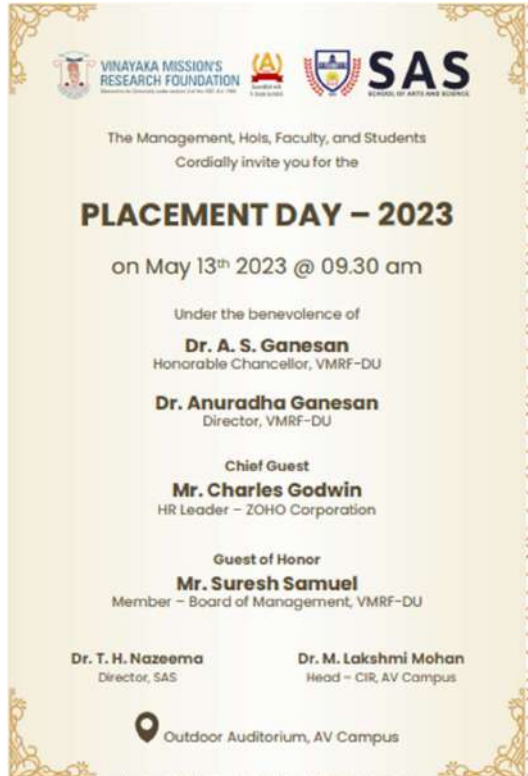 VINAYAKA MISSION'S
RESEARCH FOUNDATION
SAS
SCHOOL OF ARTS AND SCIENCE
The Management, HoIs, Faculty, and Students
Cordially invite you for the
PLACEMENT DAY – 2023
on May 13th 2023 @ 09.30 am
Under the benevolence of
Dr. A. S. Ganesan
Honorable Chancellor, VMRF-DU
Dr. Anuradha Ganesan
Director, VMRF-DU
Chief Guest
Mr. Charles Godwin
HR Leader – ZOHO Corporation
Guest of Honor
Mr. Suresh Samuel
Member – Board of Management, VMRF-DU
Dr. T. H. Nazeema
Director, SAS
Dr. M. Lakshmi Mohan
Head – CIR, AV Campus
Outdoor Auditorium, AV Campus